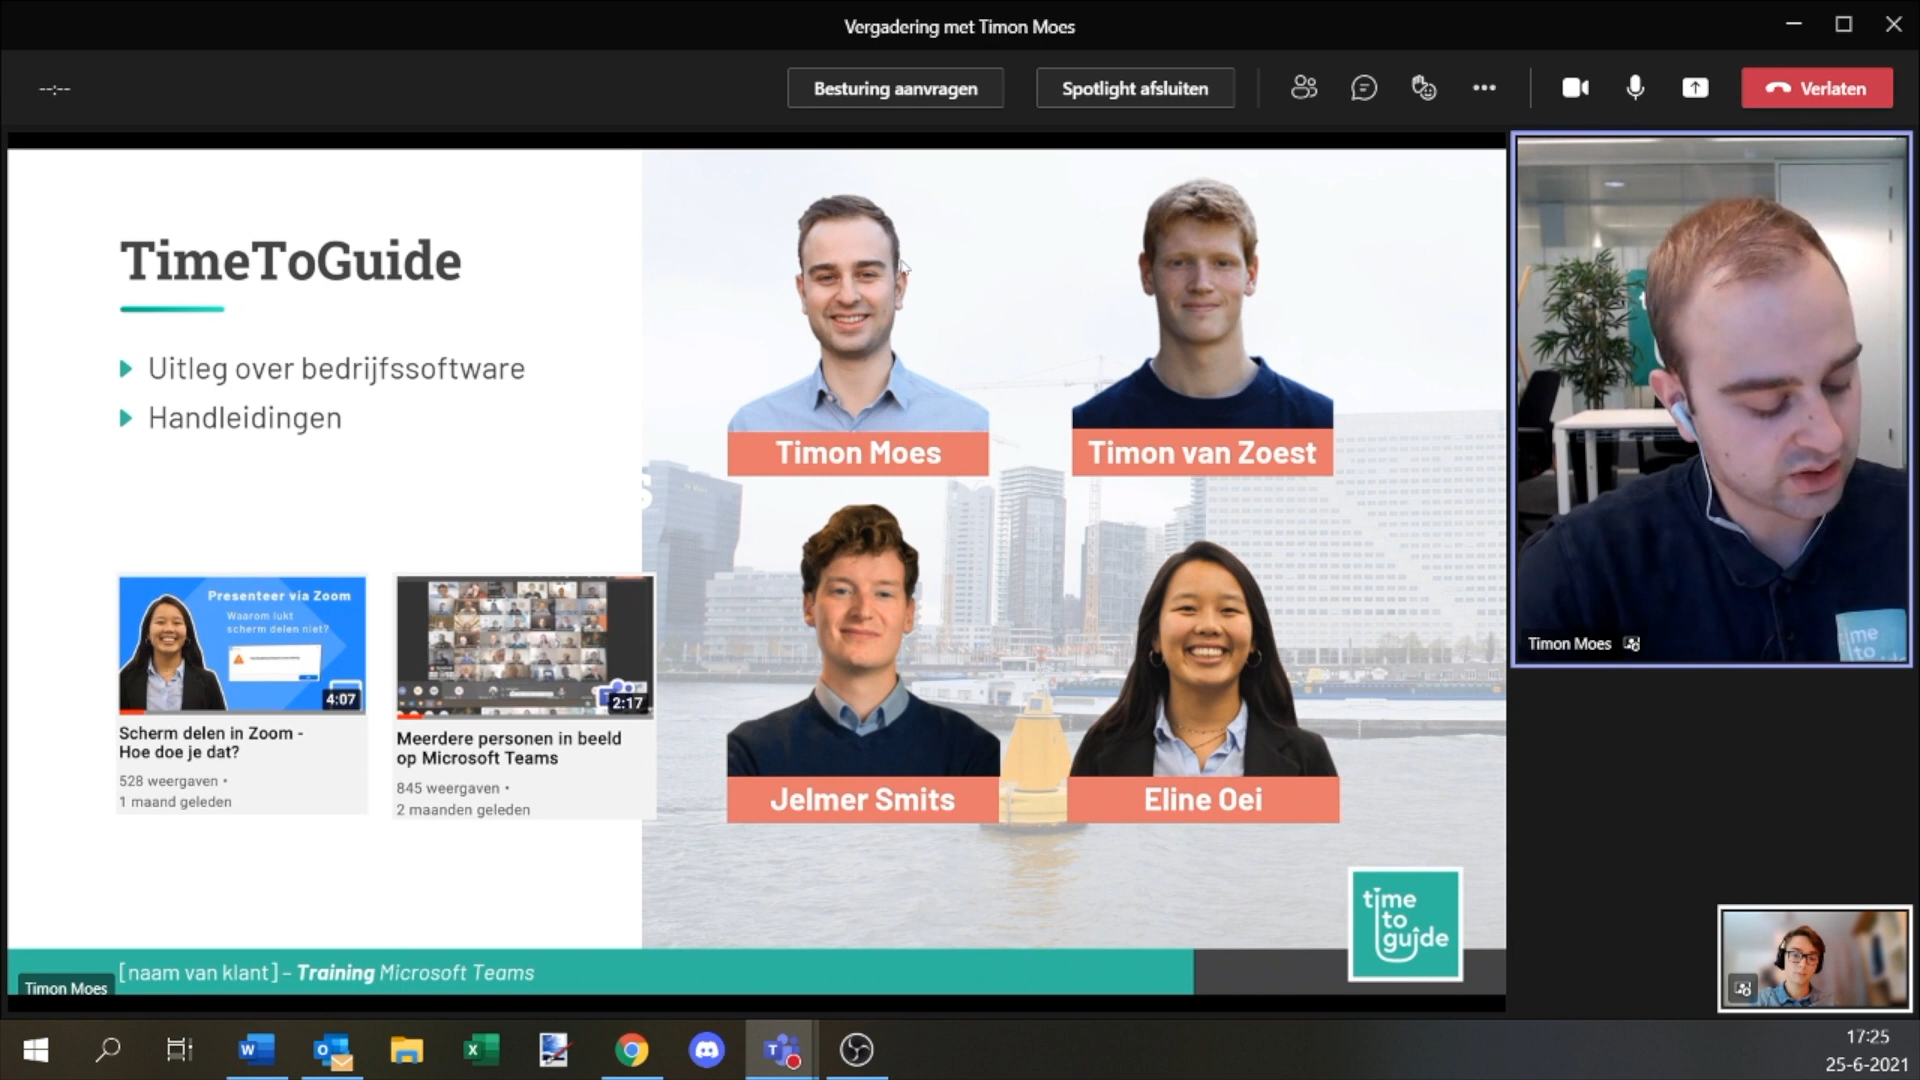 Vergadering met Timon Moes
--:--
Besturing aanvragen
Spotlight afsluiten
Verlaten
TimeToGuide
Uitleg over bedrijfssoftware
Handleidingen
s
Timon Moes
Timon van Zoest
Jelmer Smits
Eline Oei
Presenteer via Zoom
Waarom lukt
scherm delen niet?
4:07
Scherm delen in Zoom -
Hoe doe je dat?
528 weergaven •
1 maand geleden
2:17
Meerdere personen in beeld
op Microsoft Teams
845 weergaven •
2 maanden geleden
time
to
guide
[naam van klant] – Training Microsoft Teams
Timon Moes
Timon Moes
time
to
17:25
25-6-2021